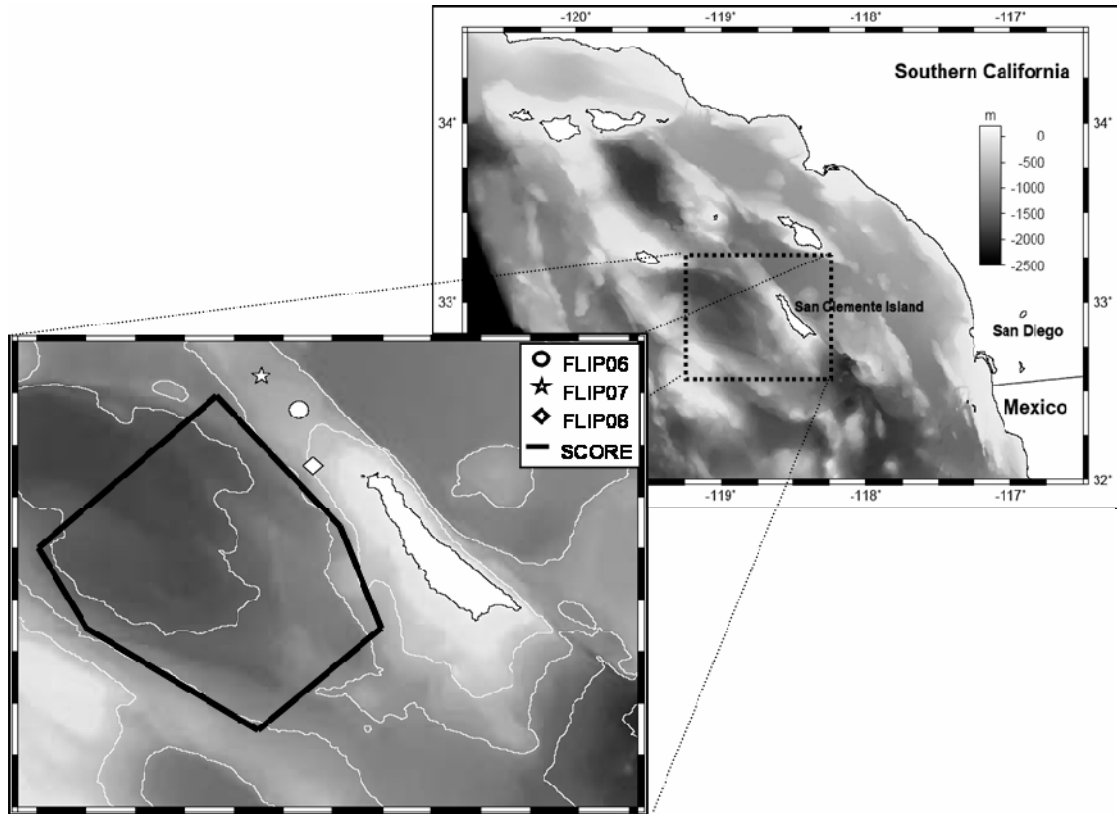 -120° -119° -118° -117°
Southern California
m
0
-500
-1000
-1500
-2000
-2500
34°
34°
33°
33°
San Clemente Island
San Diego
Mexico
32°
-119° -118° -117°
FLIP06
FLIP07
FLIP08
SCORE